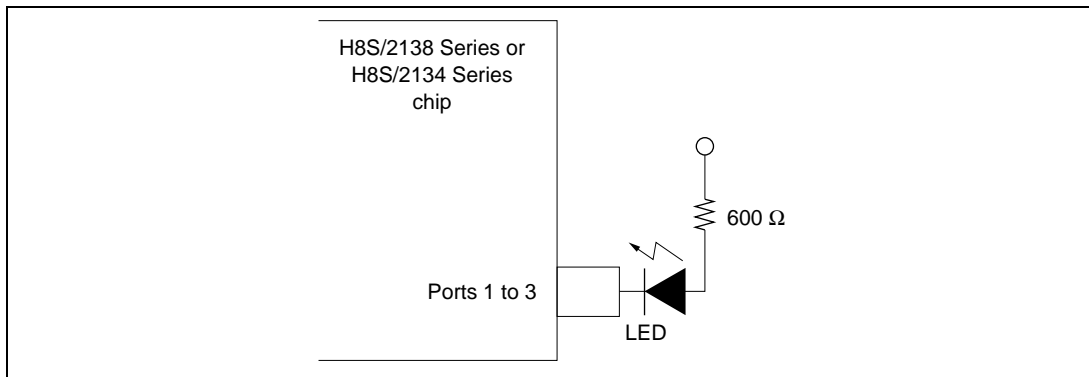 H8S/2138 Series or
H8S/2134 Series
chip
600 Ω
Ports 1 to 3
LED